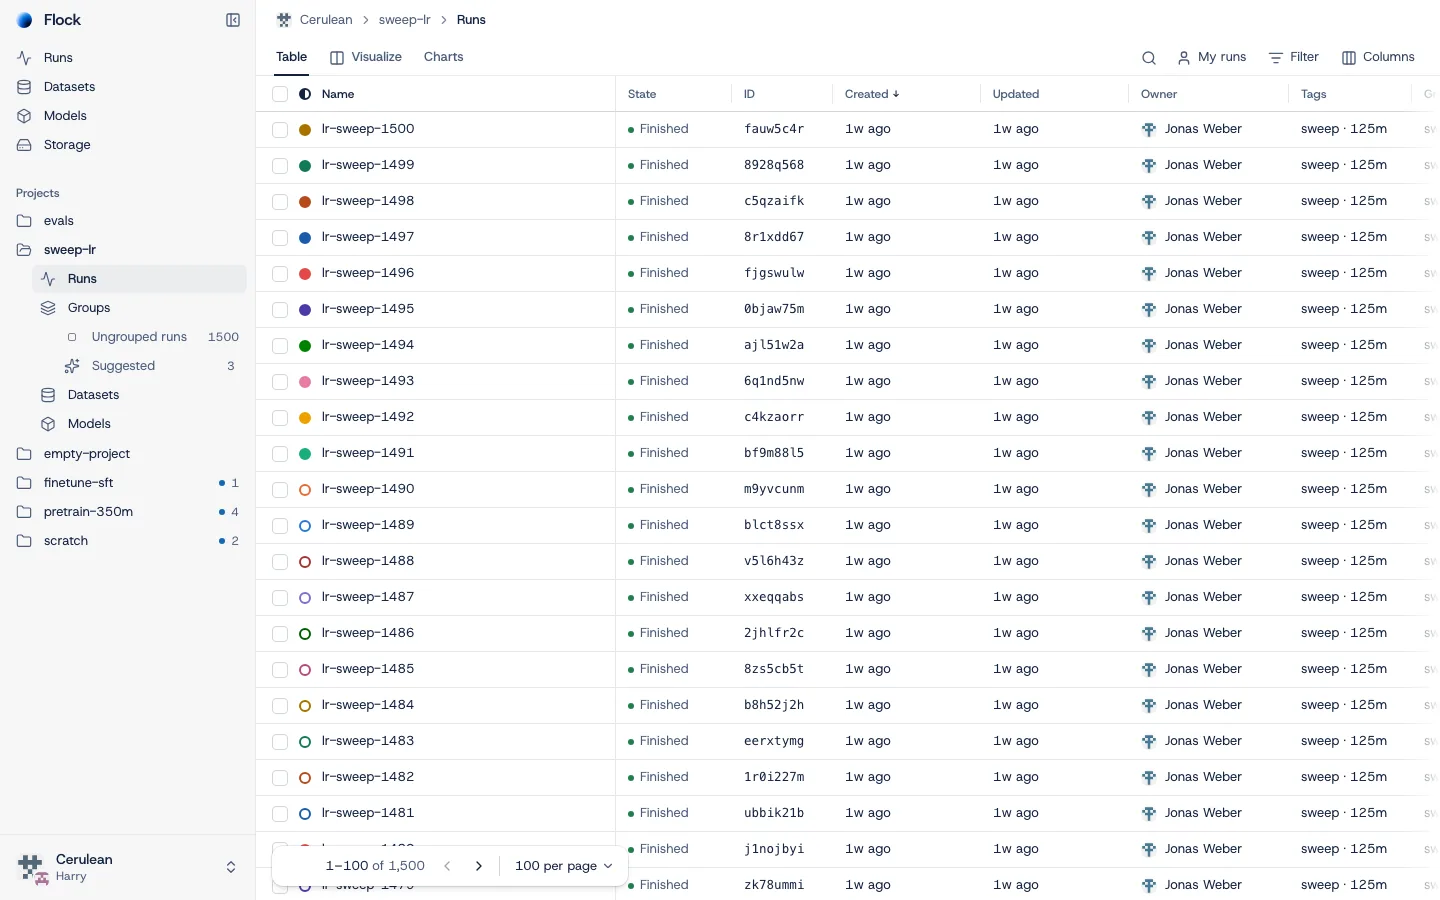 Flock
Runs
Datasets
Models
Storage
Projects
evals
sweep-lr
Runs
Groups
Ungrouped runs 1500
Suggested 3
Datasets
Models
empty-project
finetune-sft 1
pretrain-350m 4
scratch 2
Cerulean
Harry
Cerulean > sweep-lr > Runs
Table Visualize Charts My runs Filter Columns
Name State ID Created Updated Owner Tags
lr-sweep-1500 Finished fauw5c4r 1w ago 1w ago Jonas Weber sweep · 125m
lr-sweep-1499 Finished 8928q568 1w ago 1w ago Jonas Weber sweep · 125m
lr-sweep-1498 Finished c5qzaifk 1w ago 1w ago Jonas Weber sweep · 125m
lr-sweep-1497 Finished 8r1xdd67 1w ago 1w ago Jonas Weber sweep · 125m
lr-sweep-1496 Finished fjgswulw 1w ago 1w ago Jonas Weber sweep · 125m
lr-sweep-1495 Finished 0bjaw75m 1w ago 1w ago Jonas Weber sweep · 125m
lr-sweep-1494 Finished ajl51w2a 1w ago 1w ago Jonas Weber sweep · 125m
lr-sweep-1493 Finished 6q1nd5nw 1w ago 1w ago Jonas Weber sweep · 125m
lr-sweep-1492 Finished c4kzaorr 1w ago 1w ago Jonas Weber sweep · 125m
lr-sweep-1491 Finished bf9m88l5 1w ago 1w ago Jonas Weber sweep · 125m
lr-sweep-1490 Finished m9yvcunm 1w ago 1w ago Jonas Weber sweep · 125m
lr-sweep-1489 Finished blct8ssx 1w ago 1w ago Jonas Weber sweep · 125m
lr-sweep-1488 Finished v5l6h43z 1w ago 1w ago Jonas Weber sweep · 125m
lr-sweep-1487 Finished xxeqqabs 1w ago 1w ago Jonas Weber sweep · 125m
lr-sweep-1486 Finished 2jhlfr2c 1w ago 1w ago Jonas Weber sweep · 125m
lr-sweep-1485 Finished 8zs5cb5t 1w ago 1w ago Jonas Weber sweep · 125m
lr-sweep-1484 Finished b8h52j2h 1w ago 1w ago Jonas Weber sweep · 125m
lr-sweep-1483 Finished eerxtymg 1w ago 1w ago Jonas Weber sweep · 125m
lr-sweep-1482 Finished 1r0i227m 1w ago 1w ago Jonas Weber sweep · 125m
lr-sweep-1481 Finished ubbik21b 1w ago 1w ago Jonas Weber sweep · 125m
Finished j1nojbyi 1w ago 1w ago Jonas Weber sweep · 125m
Finished zk78ummi 1w ago 1w ago Jonas Weber sweep · 125m
1–100 of 1,500 100 per page